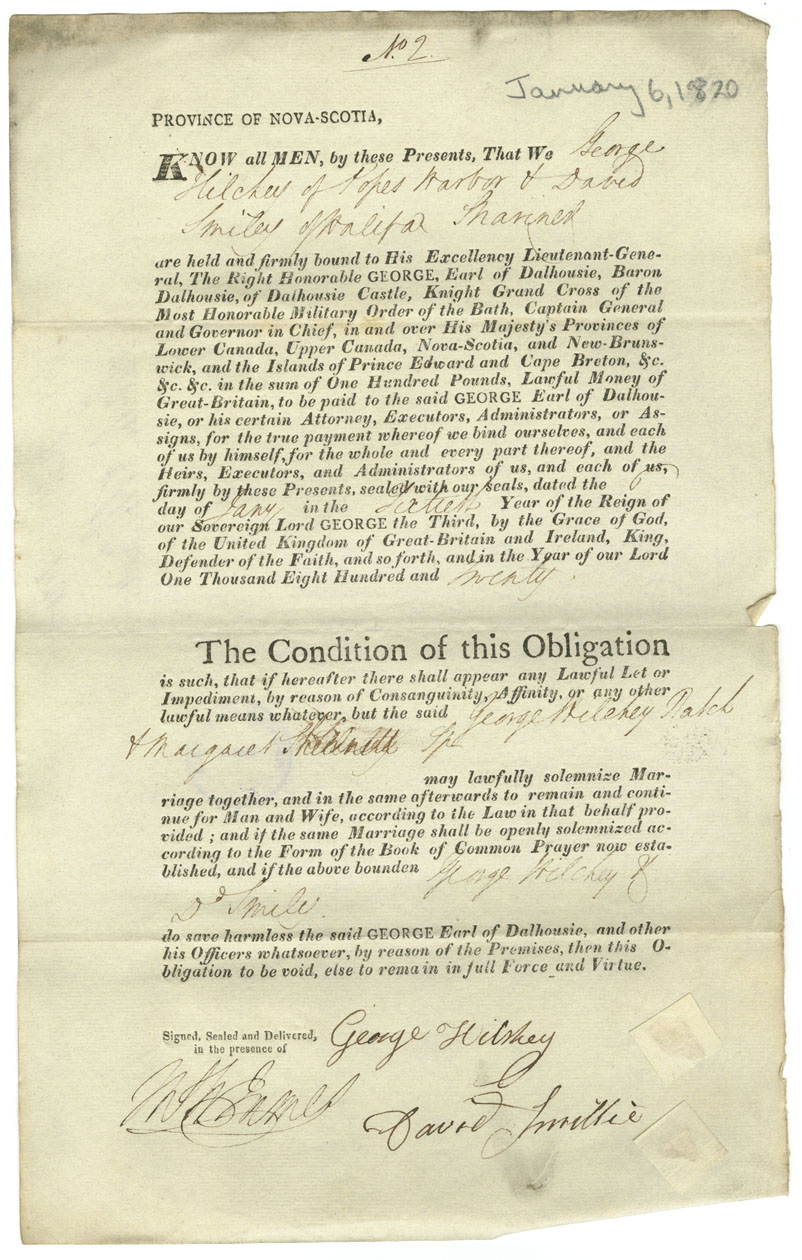 No 2.
January 6, 1820
PROVINCE OF NOVA-SCOTIA,
KNOW all MEN, by these Presents, That We George
Hilchey of Popes Harbor & David
Smiley of Halifax
are held and firmly bound to His Excellency Lieutenant-Gene-
ral, The Right Honorable GEORGE, Earl of Dalhousie, Baron
Dalhousie, of Dalhousie Castle, Knight Grand Cross of the
Most Honorable Military Order of the Bath, Captain General
and Governor in Chief, in and over His Majesty's Provinces of
Lower Canada, Upper Canada, Nova-Scotia, and New-Bruns-
wick, and the Islands of Prince Edward and Cape Breton, &c.
&c. &c. in the sum of One Hundred Pounds, Lawful Money of
Great-Britain, to be paid to the said GEORGE Earl of Dalhou-
sie, or his certain Attorney, Executors, Administrators, or As-
signs, for the true payment whereof we bind ourselves, and each
of us by himself, for the whole and every part thereof, and the
Heirs, Executors, and Administrators of us, and each of us,
firmly by these Presents, sealed with our seals, dated the 6
day of Jany in the Sixtieth Year of the Reign of
our Sovereign Lord GEORGE the Third, by the Grace of God,
of the United Kingdom of Great-Britain and Ireland, King,
Defender of the Faith, and so forth, and in the Year of our Lord
One Thousand Eight Hundred and twenty.
The Condition of this Obligation
is such, that if hereafter there shall appear any Lawful Let or
Impediment, by reason of Consanguinity, Affinity, or any other
lawful means whatever, but the said George Hilchey Batch
& Margaret Sp
may lawfully solemnize Mar-
riage together, and in the same afterwards to remain and conti-
nue for Man and Wife, according to the Law in that behalf pro-
vided; and if the same Marriage shall be openly solemnized ac-
cording to the Form of the Book of Common Prayer now esta-
blished, and if the above bounden George Hilchey &
Dd Smiley
do save harmless the said GEORGE Earl of Dalhousie, and other
his Officers whatsoever, by reason of the Premises, then this O-
bligation to be void, else to remain in full Force and Virtue.
Signed, Sealed and Delivered,
in the presence of
George Hilshey
David Smillie